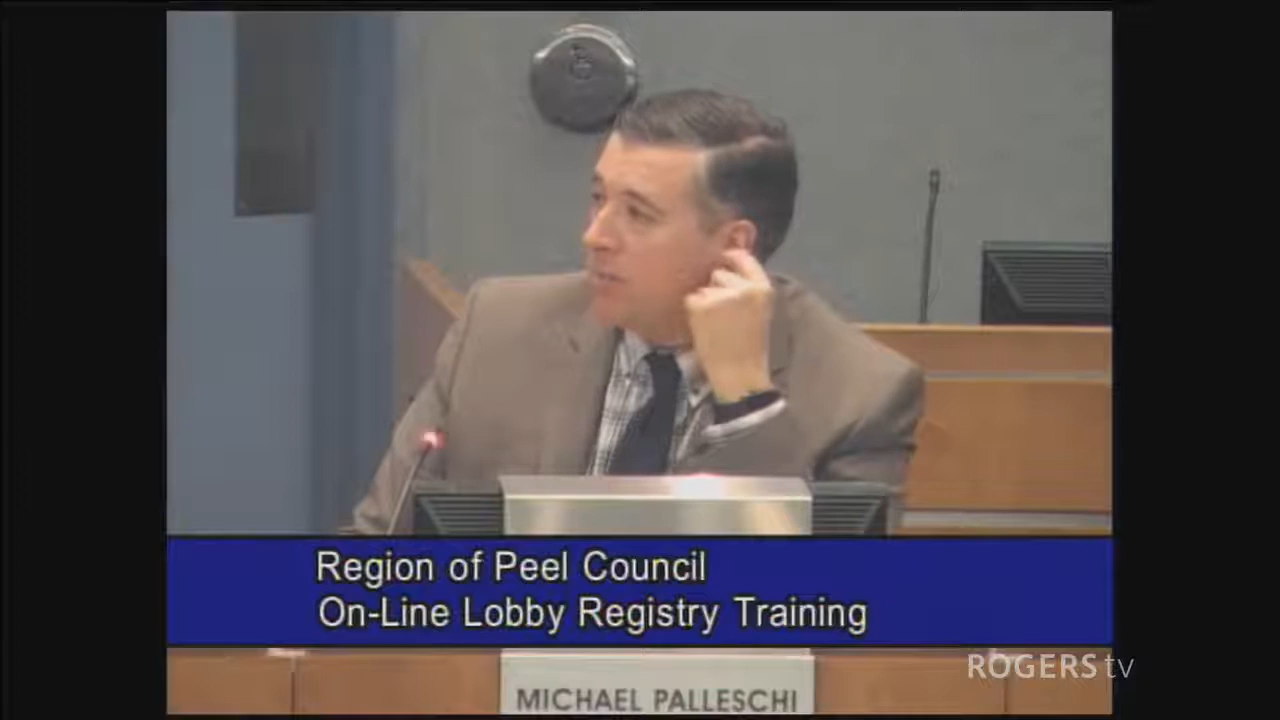 Region of Peel Council
On-Line Lobby Registry Training
ROGERS tv
MICHAEL PALLESCHI